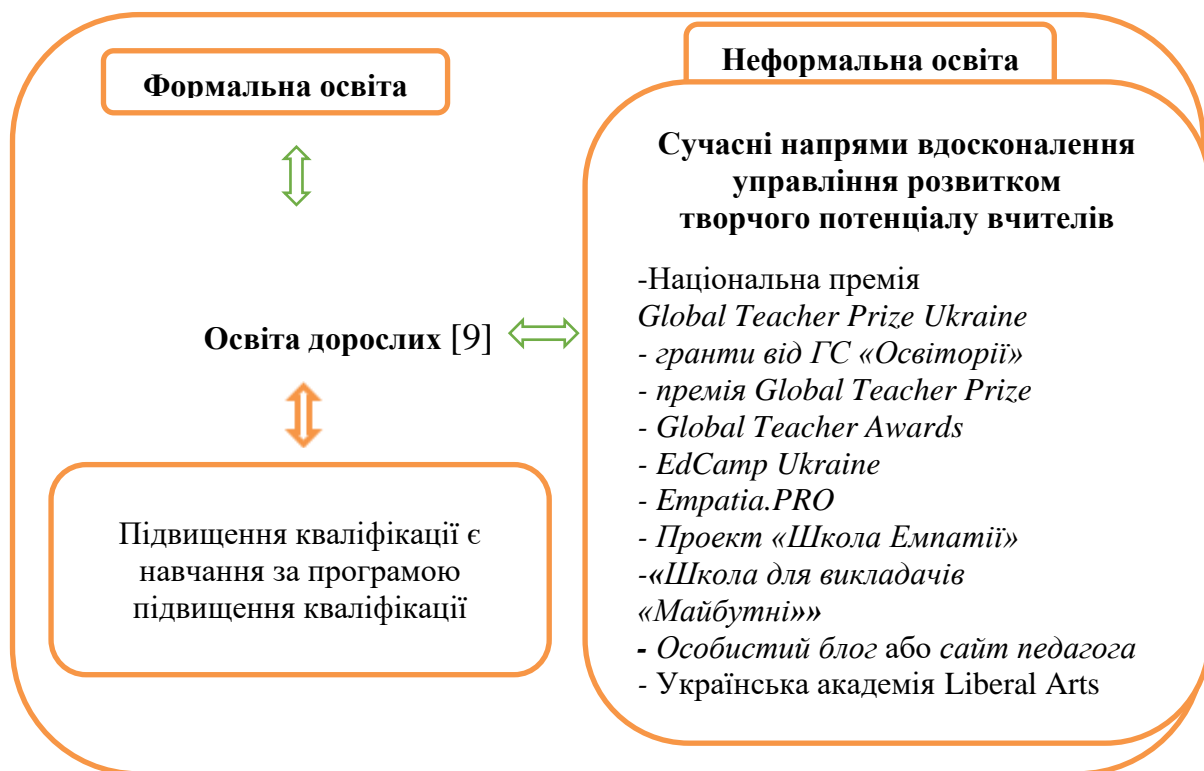 Формальна освіта
Освіта дорослих [9]
Підвищення кваліфікації є
навчання за програмою
підвищення кваліфікації
Неформальна освіта
Сучасні напрями вдосконалення
управління розвитком
творчого потенціалу вчителів
-Національна премія
Global Teacher Prize Ukraine
- гранти від ГС «Освіторії»
- премія Global Teacher Prize
- Global Teacher Awards
- EdCamp Ukraine
- Empatia.PRO
- Проект «Школа Емпатії»
-«Школа для викладачів
«Майбутні»»
- Особистий блог або сайт педагога
- Українська академія Liberal Arts